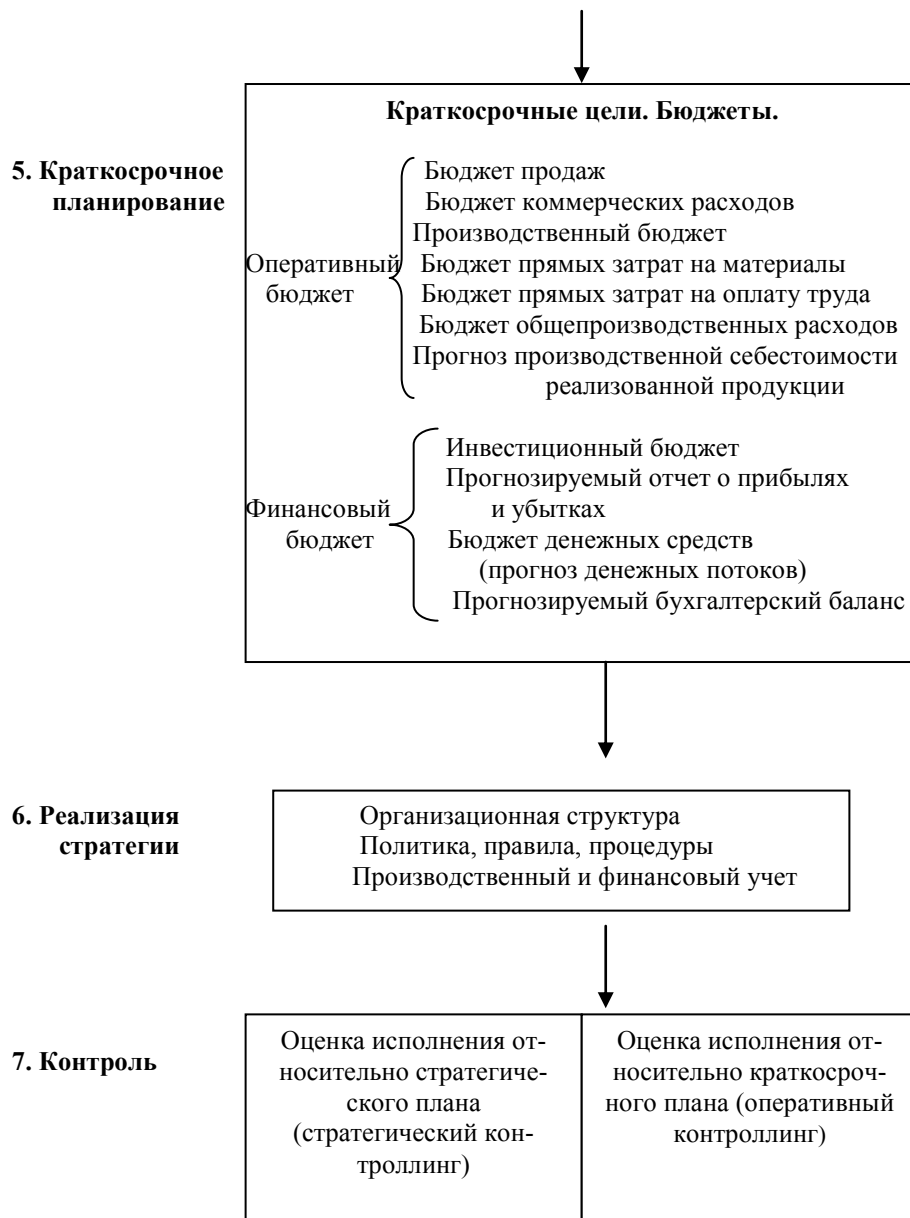 Краткосрочные цели. Бюджеты.
5. Краткосрочное
планирование
Оперативный
бюджет
Бюджет продаж
Бюджет коммерческих расходов
Производственный бюджет
Бюджет прямых затрат на материалы
Бюджет прямых затрат на оплату труда
Бюджет общепроизводственных расходов
Прогноз производственной себестоимости
реализованной продукции
Финансовый
бюджет
Инвестиционный бюджет
Прогнозируемый отчет о прибылях
и убытках
Бюджет денежных средств
(прогноз денежных потоков)
Прогнозируемый бухгалтерский баланс
6. Реализация
стратегии
Организационная структура
Политика, правила, процедуры
Производственный и финансовый учет
7. Контроль
Оценка исполнения от-
носительно стратегиче-
ского плана
(стратегический кон-
троллинг)
Оценка исполнения от-
носительно краткосроч-
ного плана (оперативный
контроллинг)